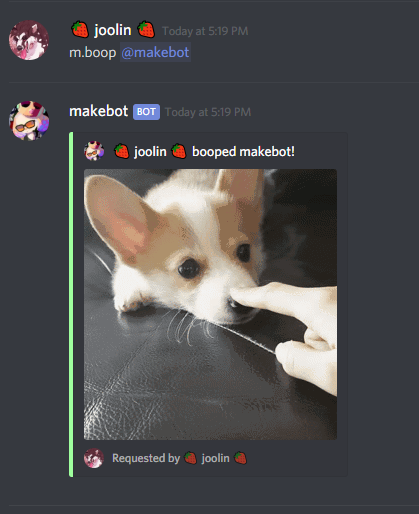 🍓 joolin 🍓 Today at 5:19 PM
m.boop @makebot
makebot BOT Today at 5:19 PM
🍓 joolin 🍓 booped makebot!
Requested by 🍓 joolin 🍓